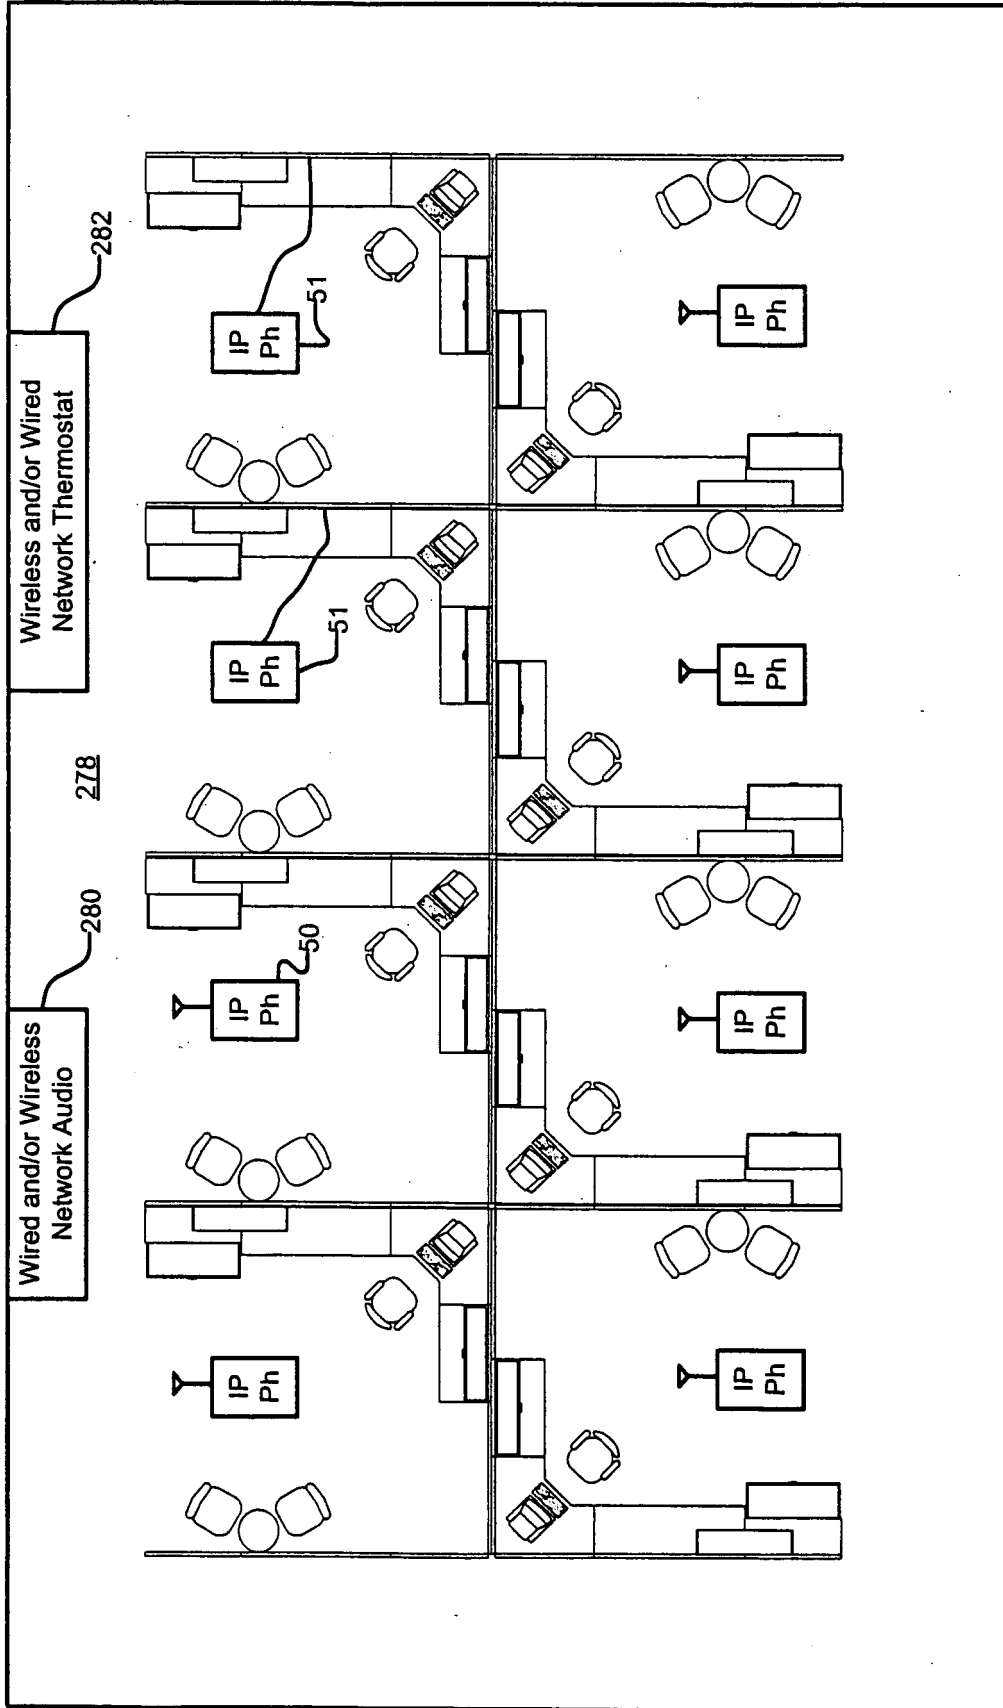 Wired and/or Wireless
Network Audio
280
278
Wireless and/or Wired
Network Thermostat
282
IP
Ph
IP
Ph
50
IP
Ph
51
IP
Ph
51
IP
Ph
IP
Ph
IP
Ph
IP
Ph